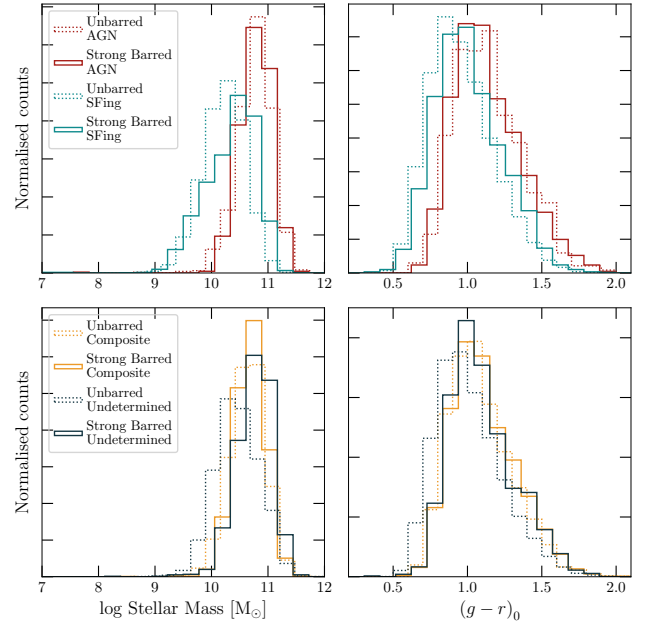 Normalised counts
Unbarred
AGN
Strong Barred
AGN
Unbarred
SFing
Strong Barred
SFing
7 8 9 10 11 12
0.5 1.0 1.5 2.0
Normalised counts
Unbarred
Composite
Strong Barred
Composite
Unbarred
Undetermined
Strong Barred
Undetermined
7 8 9 10 11 12
log Stellar Mass [M⊙]
0.5 1.0 1.5 2.0
(g − r)₀